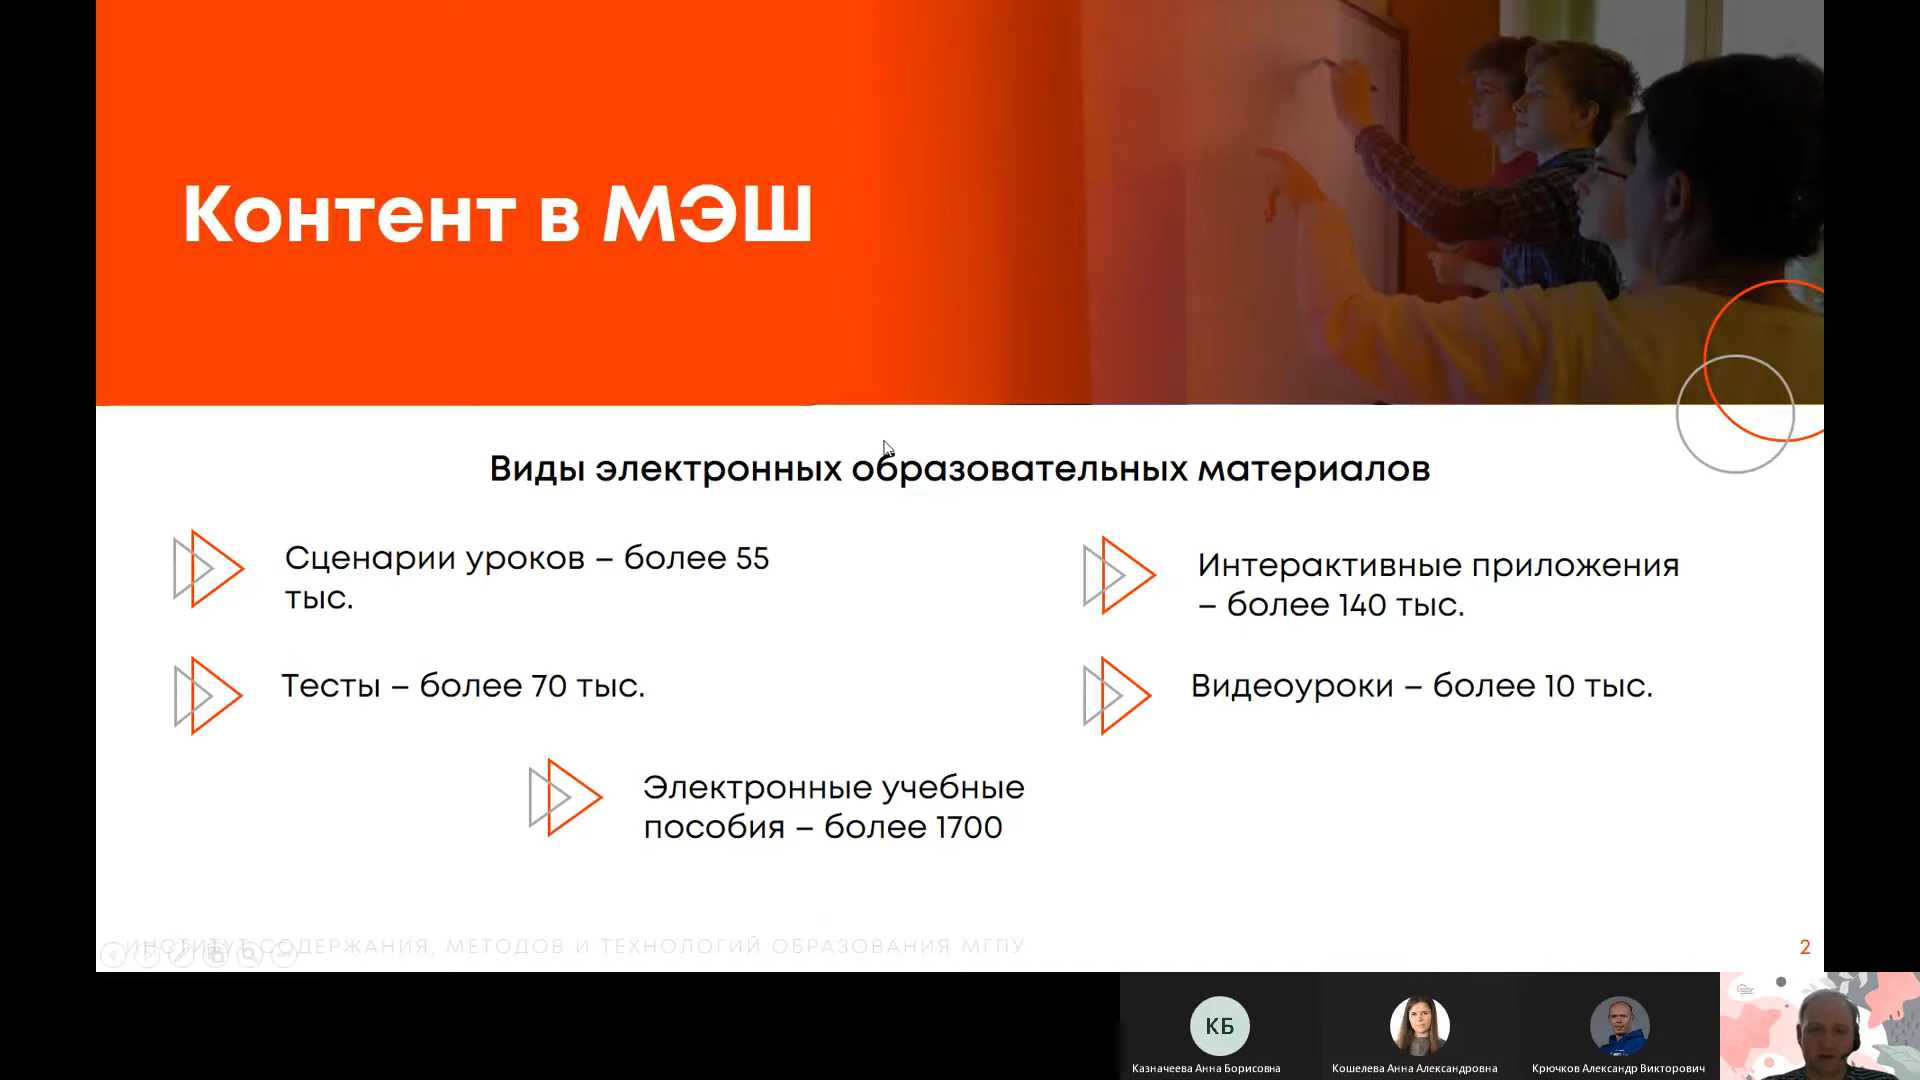 Контент в МЭШ
Виды электронных образовательных материалов
Сценарии уроков – более 55
тыс.
Интерактивные приложения
– более 140 тыс.
Тесты – более 70 тыс.
Видеоуроки – более 10 тыс.
Электронные учебные
пособия – более 1700
ИНСТИТУТ СОДЕРЖАНИЯ, МЕТОДОВ И ТЕХНОЛОГИЙ ОБРАЗОВАНИЯ МГПУ
2
КБ
Казначеева Анна Борисовна
Кошелева Анна Александровна
Крючков Александр Викторович